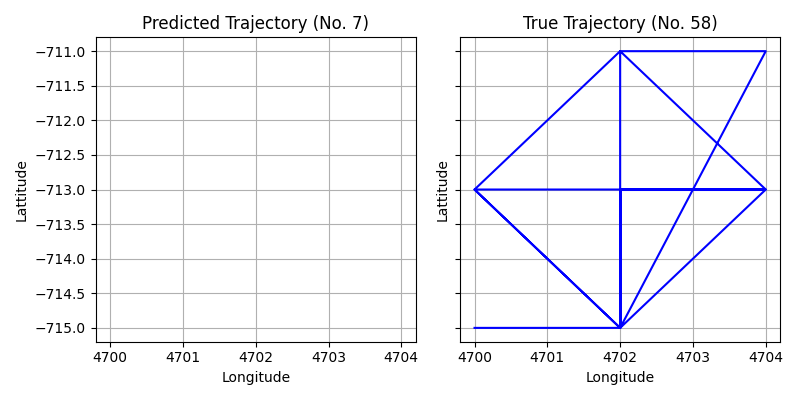 Predicted Trajectory (No. 7)
True Trajectory (No. 58)
−711.0
−711.5
−712.0
−712.5
−713.0
−713.5
−714.0
−714.5
−715.0
Lattitude
Lattitude
4700 4701 4702 4703 4704
4700 4701 4702 4703 4704
Longitude
Longitude